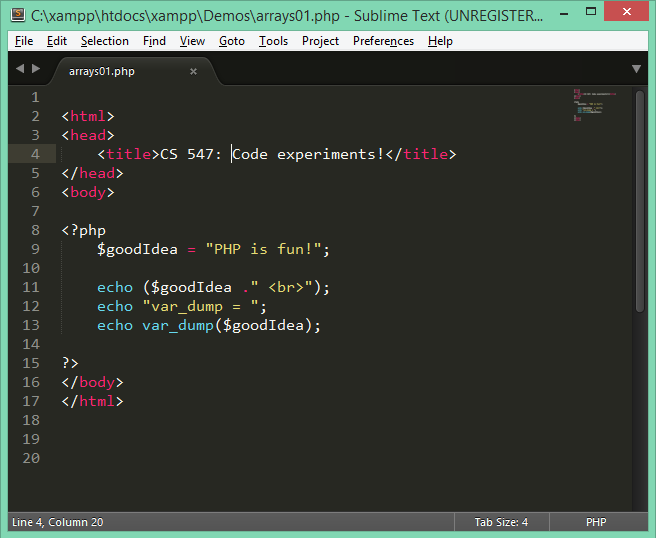 C:\xampp\htdocs\xampp\Demos\arrays01.php - Sublime Text (UNREGISTER...
File Edit Selection Find View Goto Tools Project Preferences Help
arrays01.php
1
2 <html>
3 <head>
4     <title>CS 547: Code experiments!</title>
5 </head>
6 <body>
7
8 <?php
9     $goodIdea = "PHP is fun!";
10
11     echo ($goodIdea ." <br>");
12     echo "var_dump = ";
13     echo var_dump($goodIdea);
14
15 ?>
16 </body>
17 </html>
18
19
20
Line 4, Column 20 Tab Size: 4 PHP